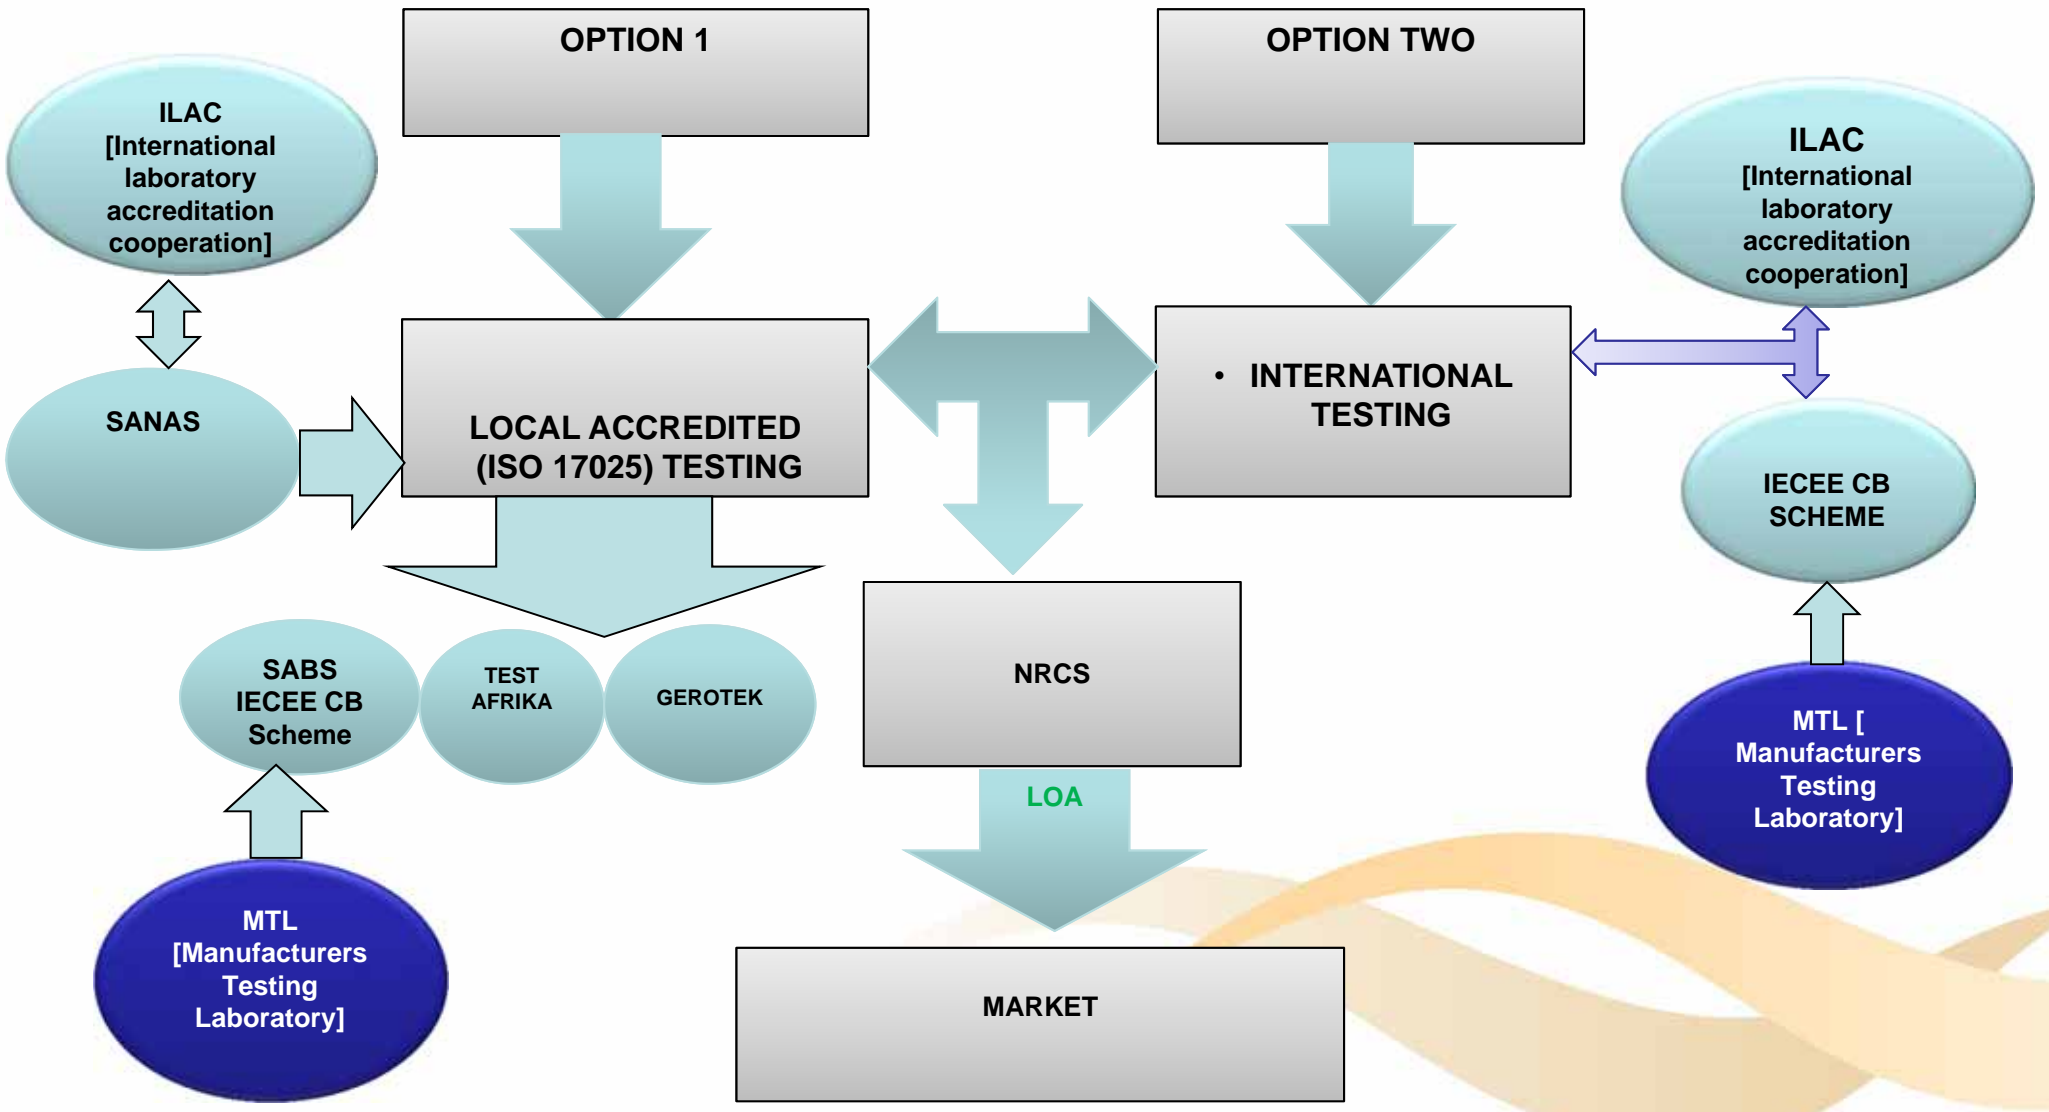 OPTION 1
OPTION TWO
ILAC
[International
laboratory
accreditation
cooperation]
ILAC
[International
laboratory
accreditation
cooperation]
SANAS
LOCAL ACCREDITED
(ISO 17025) TESTING
• INTERNATIONAL
TESTING
IECEE CB
SCHEME
SABS
IECEE CB
Scheme
TEST
AFRIKA
GEROTEK
NRCS
LOA
MTL [
Manufacturers
Testing
Laboratory]
MTL
[Manufacturers
Testing
Laboratory]
MARKET